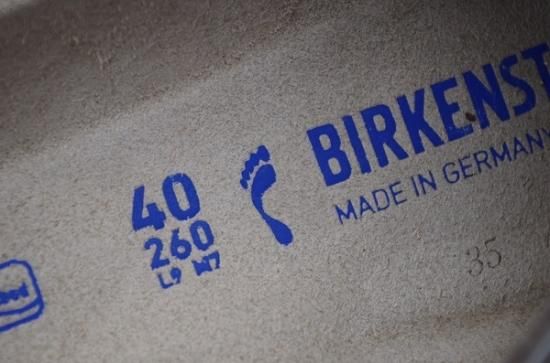 BIRKENST
MADE IN GERMANY
40
260
L9 M7
35